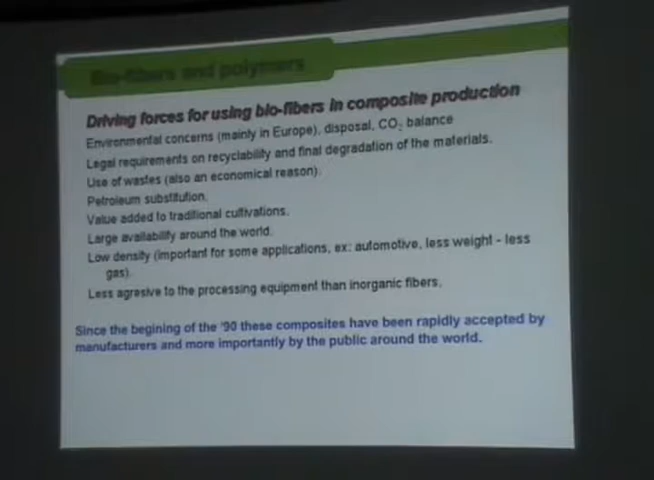 Bio-fibers and polymers
Driving forces for using bio-fibers in composite production
Environmental concerns (mainly in Europe), disposal, CO2 balance
Legal requirements on recyclability and final degradation of the materials.
Use of wastes (also an economical reason).
Petroleum substitution.
Value added to traditional cultivations.
Large availability around the world.
Low density (important for some applications, ex: automotive, less weight - less
gas).
Less agresive to the processing equipment than inorganic fibers.
Since the begining of the '90 these composites have been rapidly accepted by
manufacturers and more importantly by the public around the world.